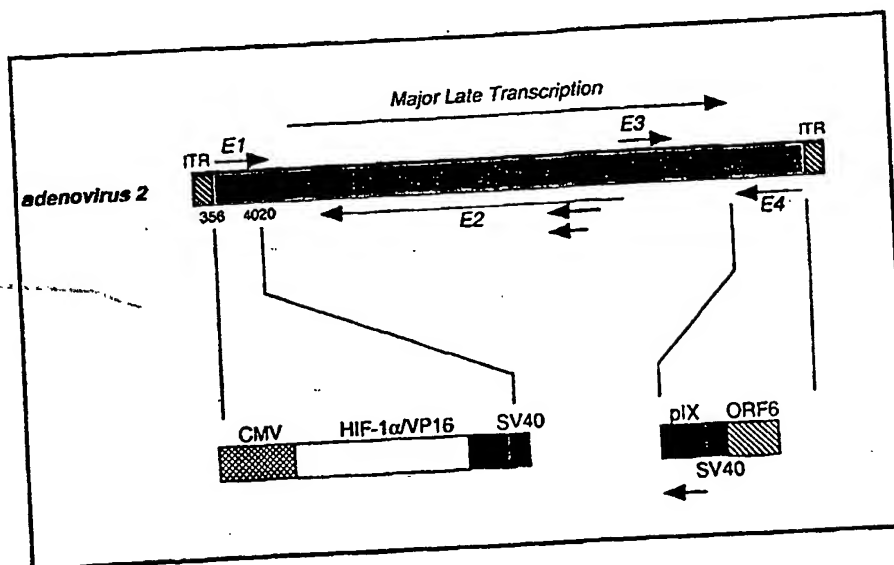 Major Late Transcription
ITR E1 E3 ITR
adenovirus 2
356 4020 E2 E4
CMV HIF-1α/VP16 SV40 pIX ORF6
SV40